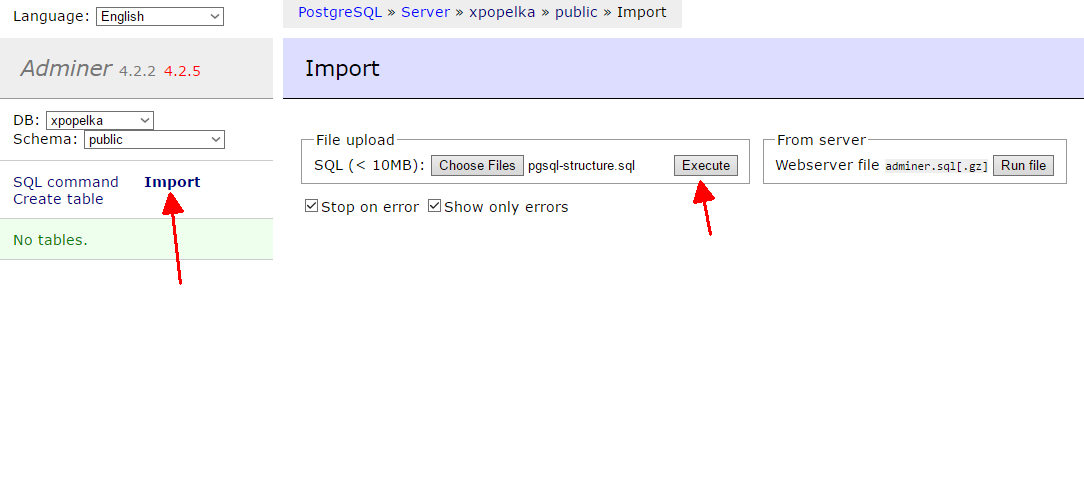 Language: English
PostgreSQL » Server » xpopelka » public » Import
Adminer 4.2.2 4.2.5
Import
DB: xpopelka
Schema: public
SQL command Import
Create table
No tables.
File upload
SQL (< 10MB): Choose Files pgsql-structure.sql Execute
From server
Webserver file adminer.sql[.gz] Run file
Stop on error Show only errors